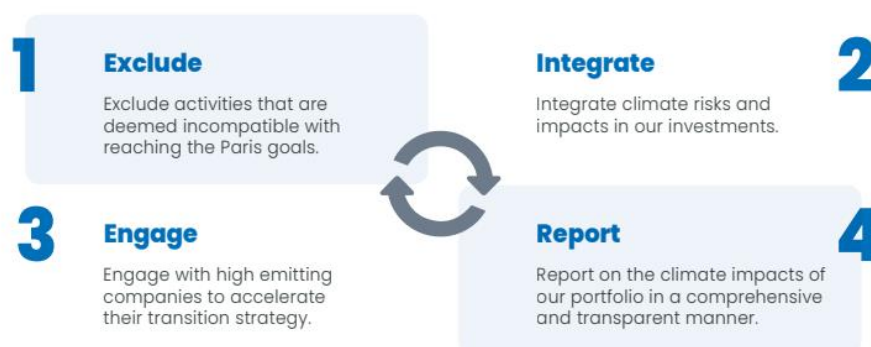 1
Exclude
Exclude activities that are
deemed incompatible with
reaching the Paris goals.
Integrate
2
Integrate climate risks and
impacts in our investments.
3
Engage
Engage with high emitting
companies to accelerate
their transition strategy.
Report
4
Report on the climate impacts of
our portfolio in a comprehensive
and transparent manner.